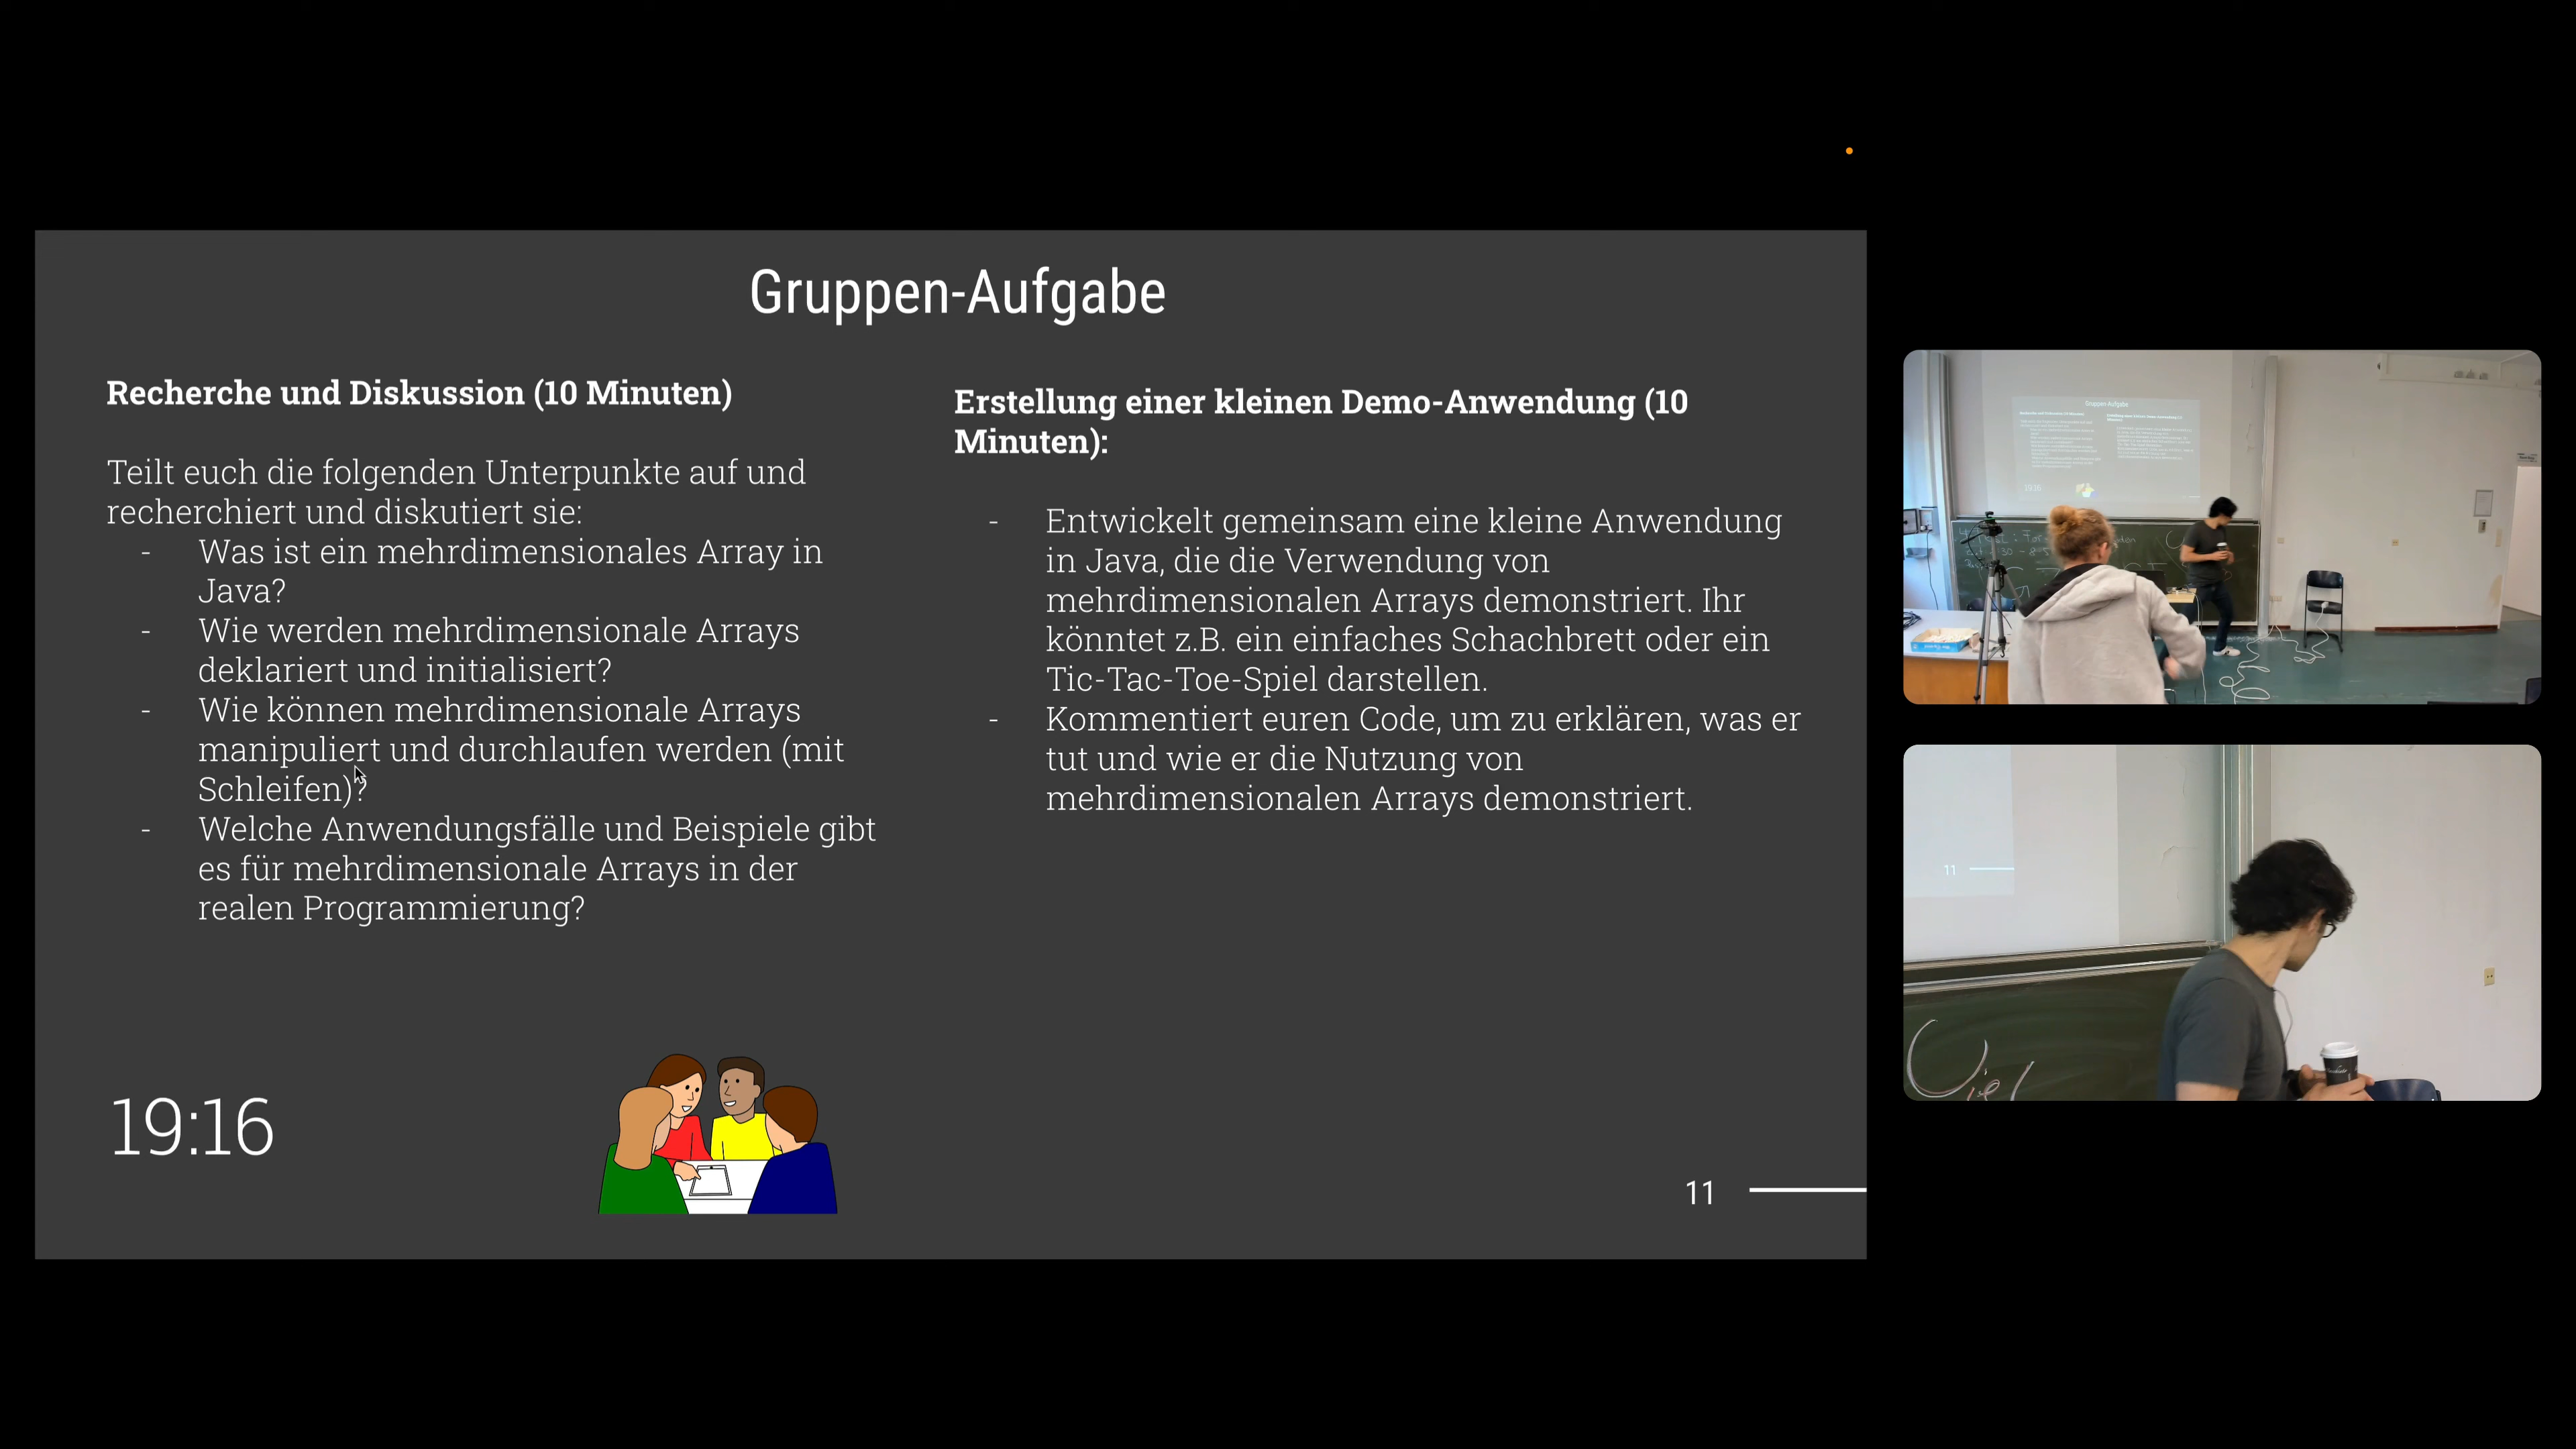 Gruppen-Aufgabe
Recherche und Diskussion (10 Minuten)
Teilt euch die folgenden Unterpunkte auf und
recherchiert und diskutiert sie:
- Was ist ein mehrdimensionales Array in
Java?
- Wie werden mehrdimensionale Arrays
deklariert und initialisiert?
- Wie können mehrdimensionale Arrays
manipuliert und durchlaufen werden (mit
Schleifen)?
- Welche Anwendungsfälle und Beispiele gibt
es für mehrdimensionale Arrays in der
realen Programmierung?
19:16
Erstellung einer kleinen Demo-Anwendung (10
Minuten):
- Entwickelt gemeinsam eine kleine Anwendung
in Java, die die Verwendung von
mehrdimensionalen Arrays demonstriert. Ihr
könntet z.B. ein einfaches Schachbrett oder ein
Tic-Tac-Toe-Spiel darstellen.
- Kommentiert euren Code, um zu erklären, was er
tut und wie er die Nutzung von
mehrdimensionalen Arrays demonstriert.
11
Gruppen-Aufgabe
19:16
11
Viel